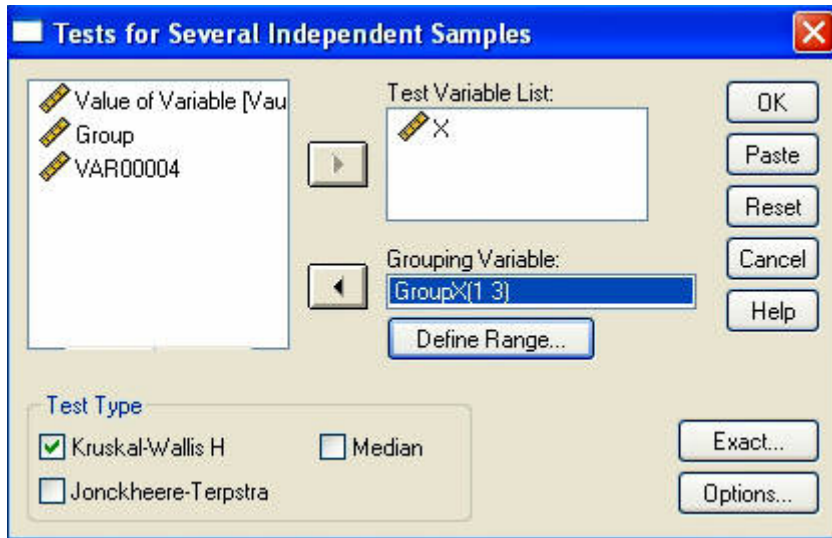 Tests for Several Independent Samples
Value of Variable [Vau
Group
VAR00004
Test Variable List:
X
Grouping Variable:
GroupX(1 3)
Define Range...
OK
Paste
Reset
Cancel
Help
Test Type
Kruskal-Wallis H
Median
Jonckheere-Terpstra
Exact...
Options...